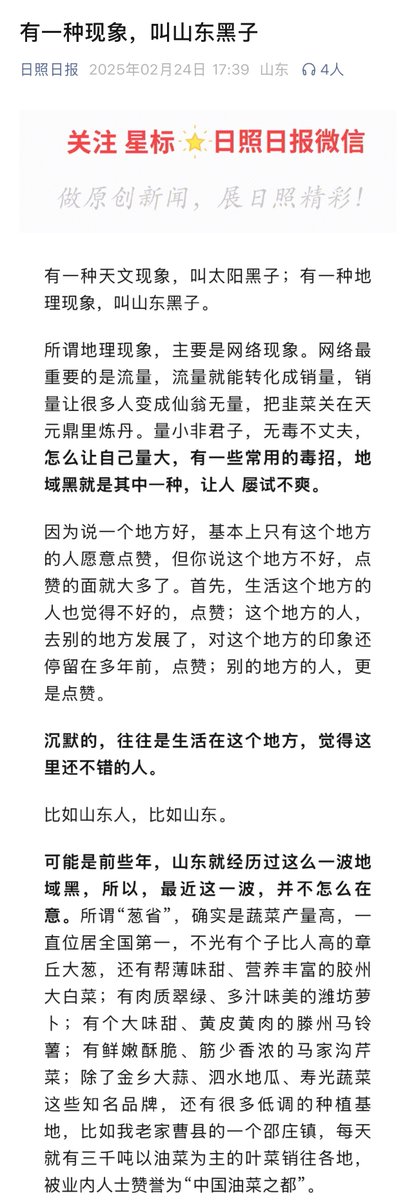 有一种现象，叫山东黑子
日照日报 2025年02月24日 17:39 山东 4人
关注 星标 日照日报微信
做原创新闻，展日照精彩！
有一种天文现象，叫太阳黑子；有一种地
理现象，叫山东黑子。
所谓地理现象，主要是网络现象。网络最
重要的是流量，流量就能转化成销量，销
量让很多人变成仙翁无量，把韭菜关在天
元鼎里炼丹。量小非君子，无毒不丈夫，
怎么让自己量大，有一些常用的毒招，地
域黑就是其中一种，让人 屡试不爽。
因为说一个地方好，基本上只有这个地方
的人愿意点赞，但你说这个地方不好，点
赞的面就大多了。首先，生活这个地方的
人也觉得不好的，点赞；这个地方的人，
去别的地方发展了，对这个地方的印象还
停留在多年前，点赞；别的地方的人，更
是点赞。
沉默的，往往是生活在这个地方，觉得这
里还不错的人。
比如山东人，比如山东。
可能是前些年，山东就经历过这么一波地
域黑，所以，最近这一波，并不怎么在
意。所谓“葱省”，确实是蔬菜产量高，一
直位居全国第一，不光有个子比人高的章
丘大葱，还有帮薄味甜、营养丰富的胶州
大白菜；有肉质翠绿、多汁味美的潍坊萝
卜；有个大味甜、黄皮黄肉的滕州马铃
薯；有鲜嫩酥脆、筋少香浓的马家沟芹
菜；除了金乡大蒜、泗水地瓜、寿光蔬菜
这些知名品牌，还有很多低调的种植基
地，比如我老家曹县的一个邵庄镇，每天
就有三千吨以油菜为主的叶菜销往各地，
被业内人士赞誉为“中国油菜之都”。